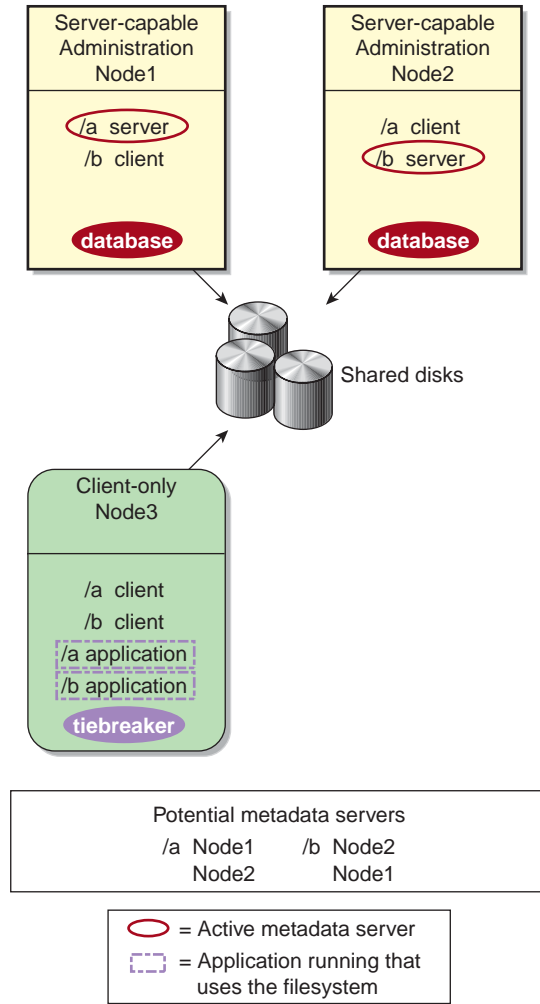 Server-capable
Administration
Node1
/a server
/b client
database
Server-capable
Administration
Node2
/a client
/b server
database
Shared disks
Client-only
Node3
/a client
/b client
/a application
/b application
tiebreaker
Potential metadata servers
/a Node1 /b Node2
Node2 Node1
= Active metadata server
= Application running that
uses the filesystem